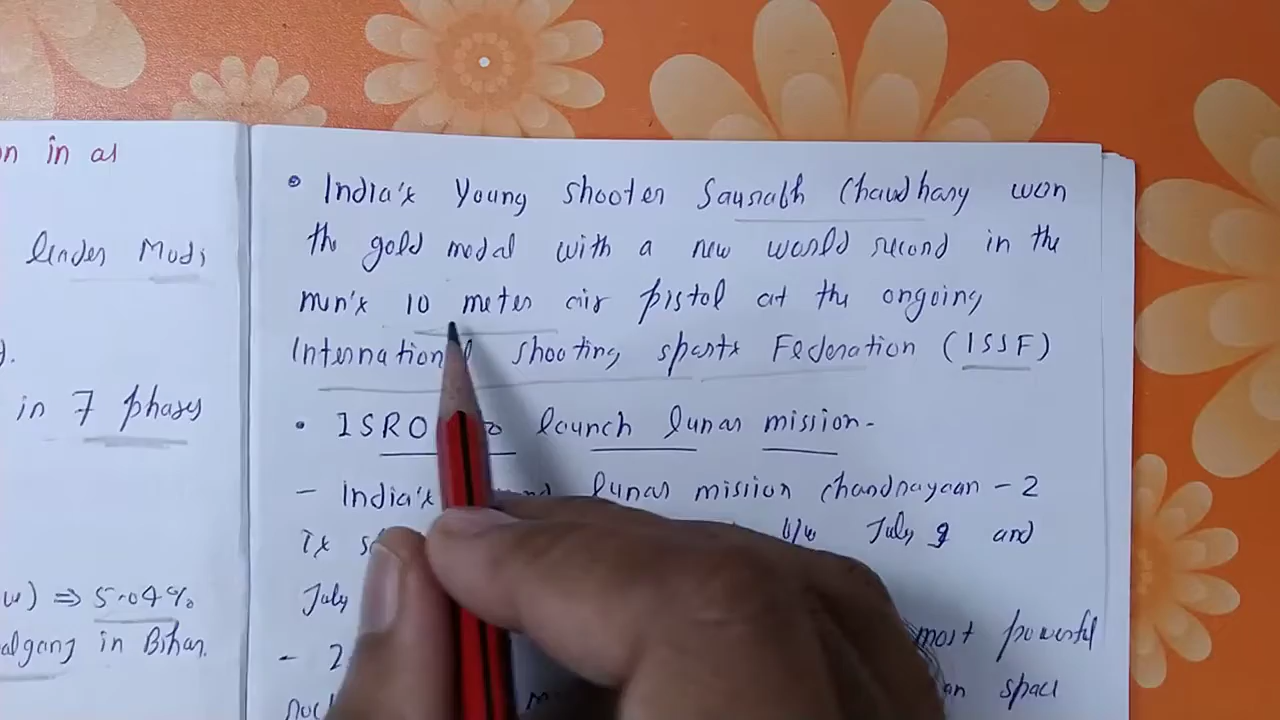 on in as
leader Modi
in 7 phases
5.04%
in Bihar.
• India's Young shooter Saurabh Chaudhary won
the gold medal with a new world record in the
men's 10 meter air pistol at the ongoing
International shooting sports Federation (ISSF)
• ISRO to launch lunar mission-
- India's lunar mission chandrayaan - 2
Is b/w July 9 and
July
- 2 most powerful
space